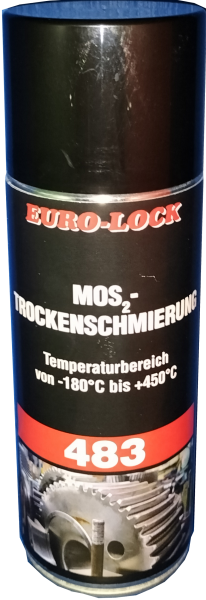 EURO-LOCK
MOS₂-
TROCKENSCHMIERUNG
Temperaturbereich
von -180°C bis +450°C
483